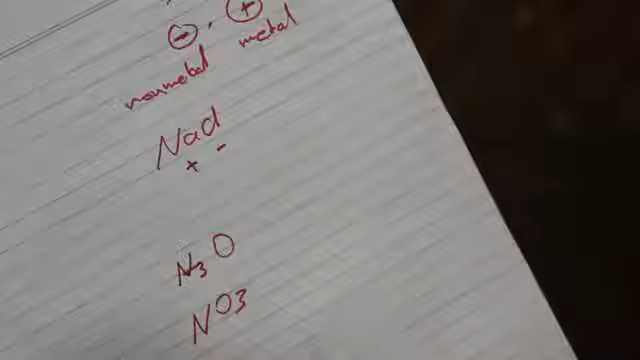 ⊖, ⊕
nonmetal metal
NaCl
+ -
N₃O
NO3